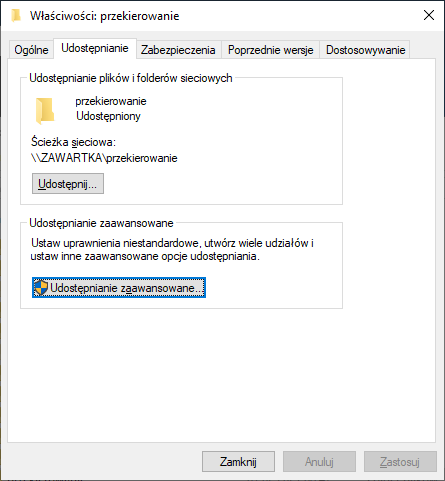 Właściwości: przekierowanie
Ogólne Udostępnianie Zabezpieczenia Poprzednie wersje Dostosowywanie
Udostępnianie plików i folderów sieciowych
przekierowanie
Udostępniony
Ścieżka sieciowa:
\\ZAWARTKA\przekierowanie
Udostępnij...
Udostępnianie zaawansowane
Ustaw uprawnienia niestandardowe, utwórz wiele udziałów i
ustaw inne zaawansowane opcje udostępniania.
Udostępnianie zaawansowane...
Zamknij Anuluj Zastosuj